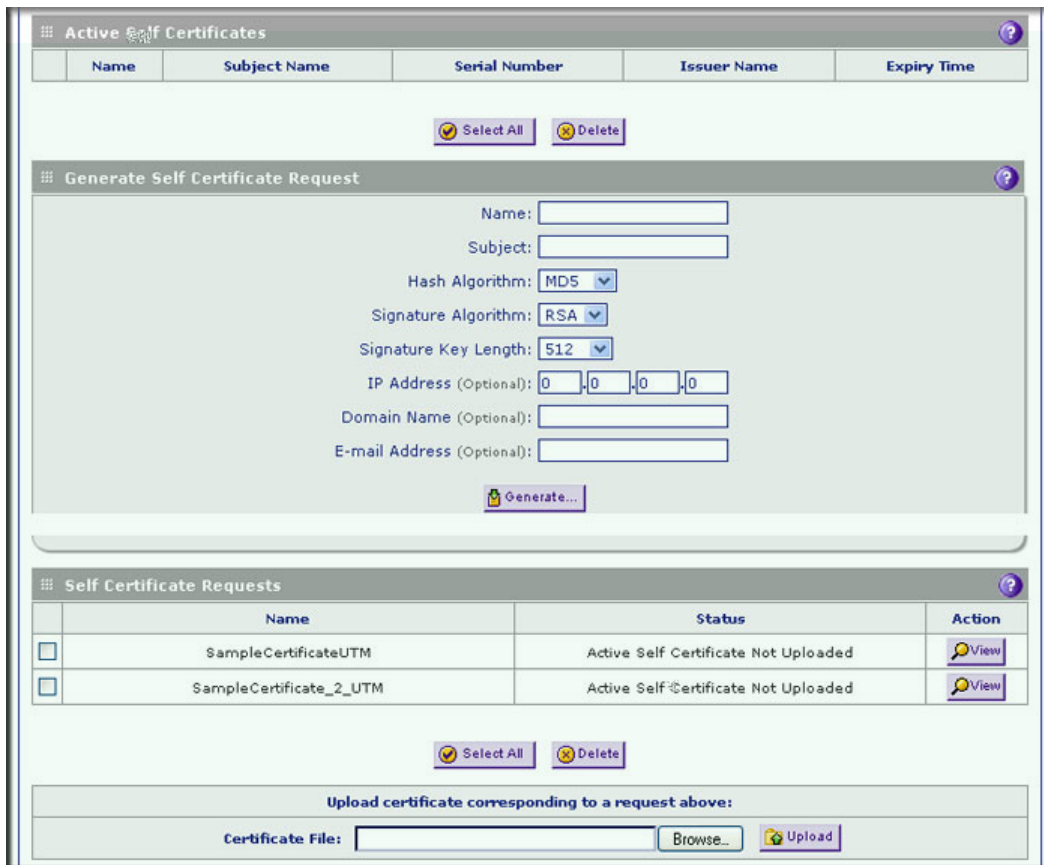 Active Self Certificates
Name Subject Name Serial Number Issuer Name Expiry Time
Select All Delete
Generate Self Certificate Request
Name:
Subject:
Hash Algorithm: MD5
Signature Algorithm: RSA
Signature Key Length: 512
IP Address (Optional): 0 .0 .0 .0
Domain Name (Optional):
E-mail Address (Optional):
Generate...
Self Certificate Requests
Name Status Action
SampleCertificateUTM Active Self Certificate Not Uploaded View
SampleCertificate_2_UTM Active Self Certificate Not Uploaded View
Select All Delete
Upload certificate corresponding to a request above:
Certificate File: Browse... Upload